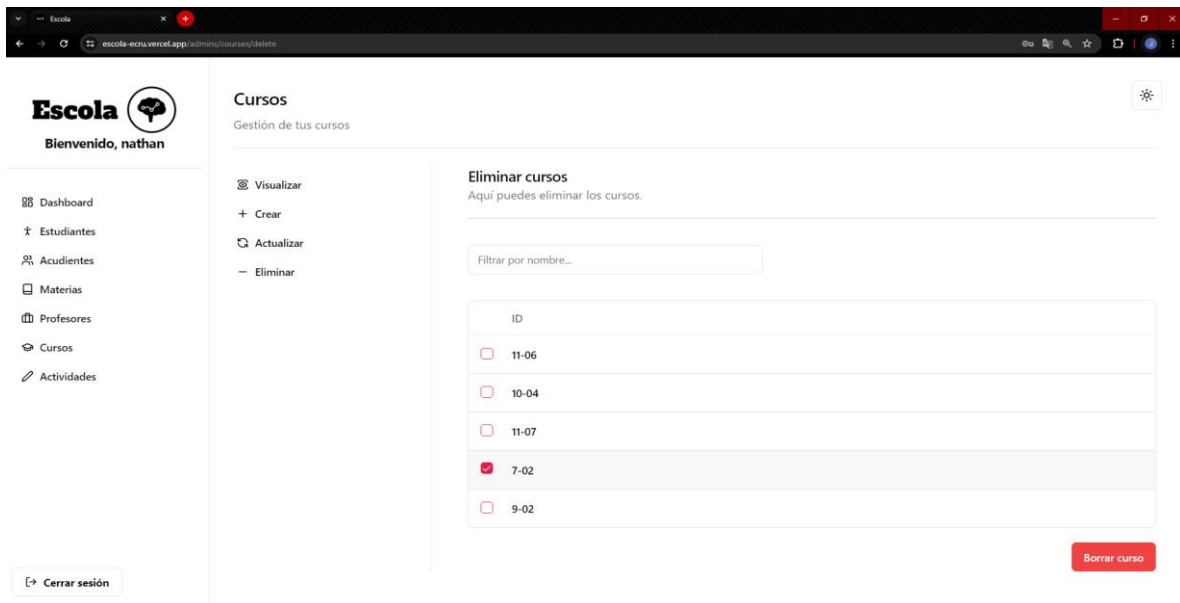 Escola
escola-ecru.vercel.app/admins/courses/delete
Escola
Bienvenido, nathan
Dashboard
Estudiantes
Acudientes
Materias
Profesores
Cursos
Actividades
Cerrar sesión
Cursos
Gestión de tus cursos
Visualizar
Crear
Actualizar
Eliminar
Eliminar cursos
Aquí puedes eliminar los cursos.
Filtrar por nombre...
ID
11-06
10-04
11-07
7-02
9-02
Borrar curso